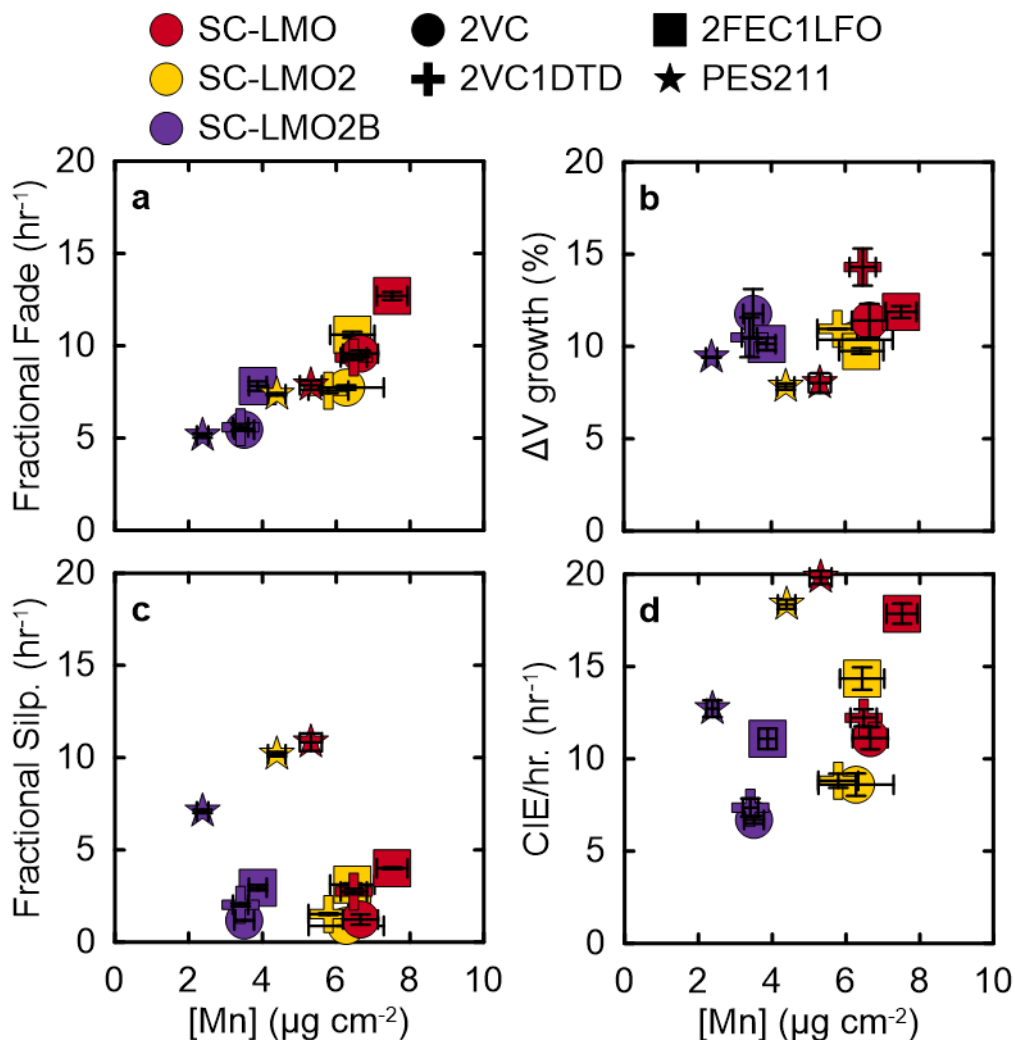 SC-LMO 2VC 2FEC1LFO
SC-LMO2 2VC1DTD PES211
SC-LMO2B
20
15
10
5
0
Fractional Fade (hr⁻¹)
a
20
15
10
5
0
ΔV growth (%)
b
20
15
10
5
0
Fractional Silp. (hr⁻¹)
c
0 2 4 6 8 10
[Mn] (µg cm⁻²)
20
15
10
5
0
CIE/hr. (hr⁻¹)
d
0 2 4 6 8 10
[Mn] (µg cm⁻²)